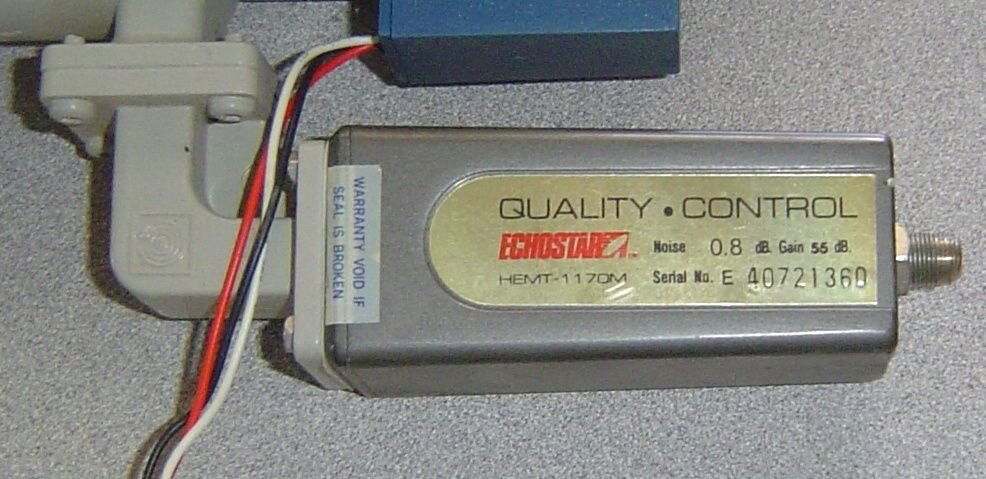 WARRANTY VOID IF
SEAL IS BROKEN
QUALITY • CONTROL
ECHOSTAR™ Noise 0.8 dB. Gain 55 dB.
HEMT-1170M Serial No. E 40721360